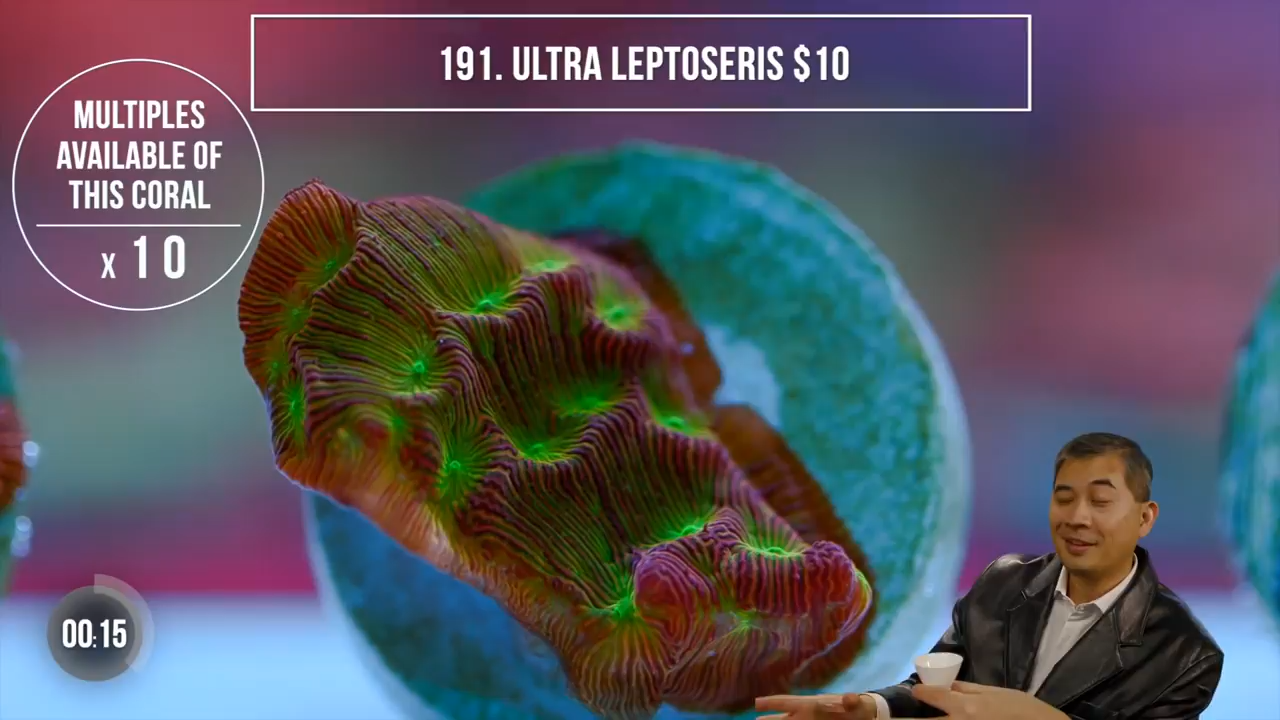 191. ULTRA LEPTOSERIS $10
MULTIPLES
AVAILABLE OF
THIS CORAL
x 10
00:15